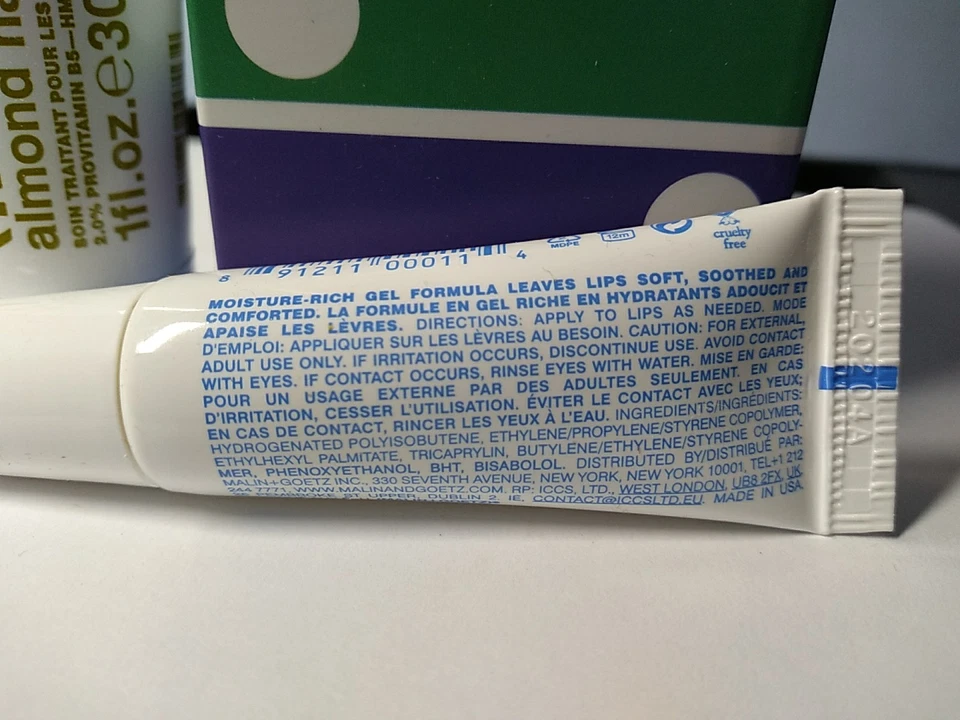 almond
SOIN TRAITANT POUR LES
2.0% PROVITAMIN B5—HM
1fl.oz.℮30
8 91211 00011 4
MDPE
12m
cruelty
free
MOISTURE-RICH GEL FORMULA LEAVES LIPS SOFT, SOOTHED AND
COMFORTED. LA FORMULE EN GEL RICHE EN HYDRATANTS ADOUCIT ET
APAISE LES LÈVRES. DIRECTIONS: APPLY TO LIPS AS NEEDED. MODE
D'EMPLOI: APPLIQUER SUR LES LÈVRES AU BESOIN. CAUTION: FOR EXTERNAL,
ADULT USE ONLY. IF IRRITATION OCCURS, DISCONTINUE USE. AVOID CONTACT
WITH EYES. IF CONTACT OCCURS, RINSE EYES WITH WATER. MISE EN GARDE:
POUR UN USAGE EXTERNE PAR DES ADULTES SEULEMENT. EN CAS
D'IRRITATION, CESSER L'UTILISATION. ÉVITER LE CONTACT AVEC LES YEUX;
EN CAS DE CONTACT, RINCER LES YEUX À L'EAU. INGREDIENTS/INGRÉDIENTS:
HYDROGENATED POLYISOBUTENE, ETHYLENE/PROPYLENE/STYRENE COPOLYMER,
ETHYLHEXYL PALMITATE, TRICAPRYLIN, BUTYLENE/ETHYLENE/STYRENE COPOLY-
MER, PHENOXYETHANOL, BHT, BISABOLOL. DISTRIBUTED BY/DISTRIBUÉ PAR:
MALIN+GOETZ INC., 330 SEVENTH AVENUE, NEW YORK, NEW YORK 10001, TEL+1 212
244 7771, WWW.MALINANDGOETZ.COM. RP: ICCS, LTD., WEST LONDON, UB8 2FX, UK.
PEMBROKE ST UPPER, DUBLIN 2, IE, CONTACT@ICCSLTD.EU. MADE IN USA.
20204A